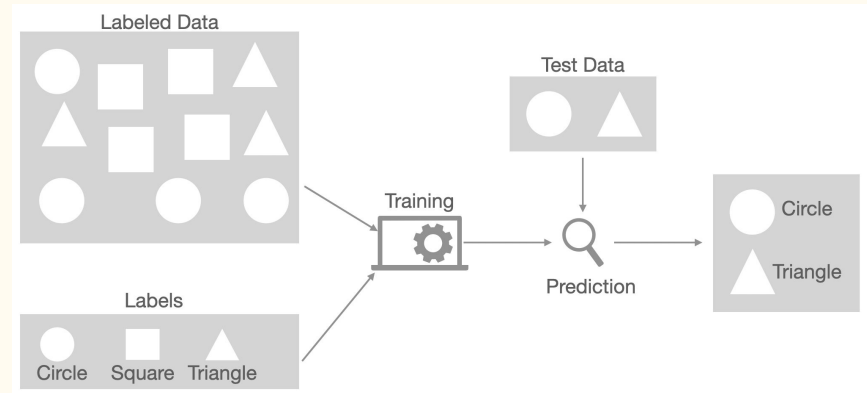 Labeled Data
Test Data
Training
Circle
Triangle
Prediction
Labels
Circle Square Triangle